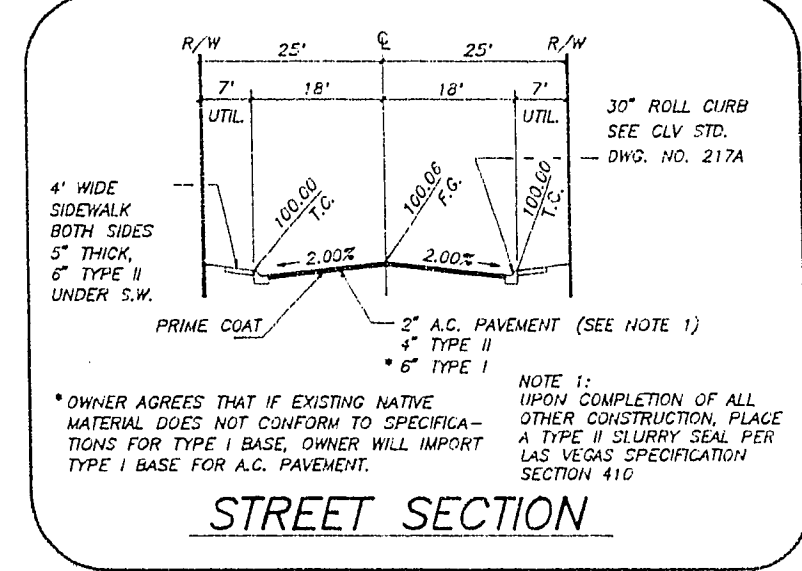 R/W 25' ℄ 25' R/W
7' 18' 18' 7'
UTIL. UTIL.
30" ROLL CURB
SEE CLV STD.
DWG. NO. 217A
4' WIDE
SIDEWALK
BOTH SIDES
5" THICK,
6" TYPE II
UNDER S.W.
100.00
T.C.
100.06
F.G.
100.00
T.C.
2.00% 2.00%
PRIME COAT
2" A.C. PAVEMENT (SEE NOTE 1)
4" TYPE II
* 6" TYPE I
* OWNER AGREES THAT IF EXISTING NATIVE
MATERIAL DOES NOT CONFORM TO SPECIFICA-
TIONS FOR TYPE I BASE, OWNER WILL IMPORT
TYPE I BASE FOR A.C. PAVEMENT.
NOTE 1:
UPON COMPLETION OF ALL
OTHER CONSTRUCTION, PLACE
A TYPE II SLURRY SEAL PER
LAS VEGAS SPECIFICATION
SECTION 410
STREET SECTION